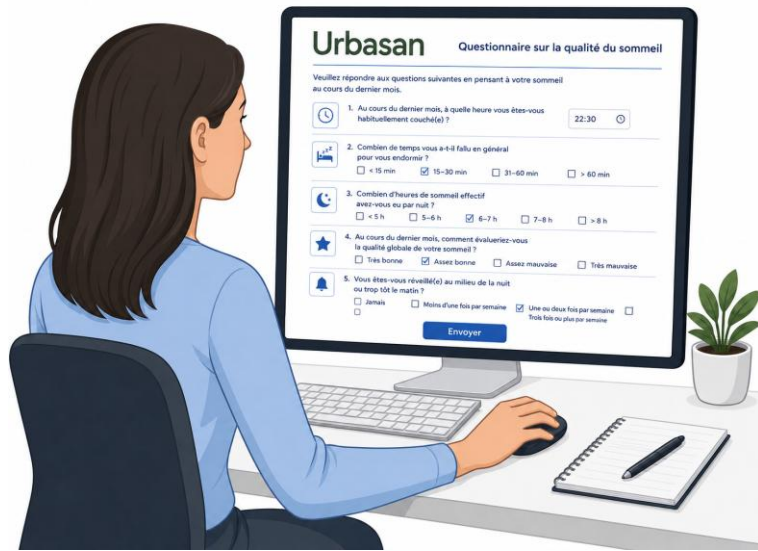 Urbasan
Questionnaire sur la qualité du sommeil
Veuillez répondre aux questions suivantes en pensant à votre sommeil
au cours du dernier mois.
1. Au cours du dernier mois, à quelle heure vous êtes-vous
habituellement couché(e) ?
22:30
2. Combien de temps vous a-t-il fallu en général
pour vous endormir ?
< 15 min 15–30 min 31–60 min > 60 min
3. Combien d'heures de sommeil effectif
avez-vous eu par nuit ?
< 5 h 5–6 h 6–7 h 7–8 h > 8 h
4. Au cours du dernier mois, comment évalueriez-vous
la qualité globale de votre sommeil ?
Très bonne Assez bonne Assez mauvaise Très mauvaise
5. Vous êtes-vous réveillé(e) au milieu de la nuit
ou trop tôt le matin ?
Jamais Moins d'une fois par semaine Une ou deux fois par semaine
Trois fois ou plus par semaine
Envoyer